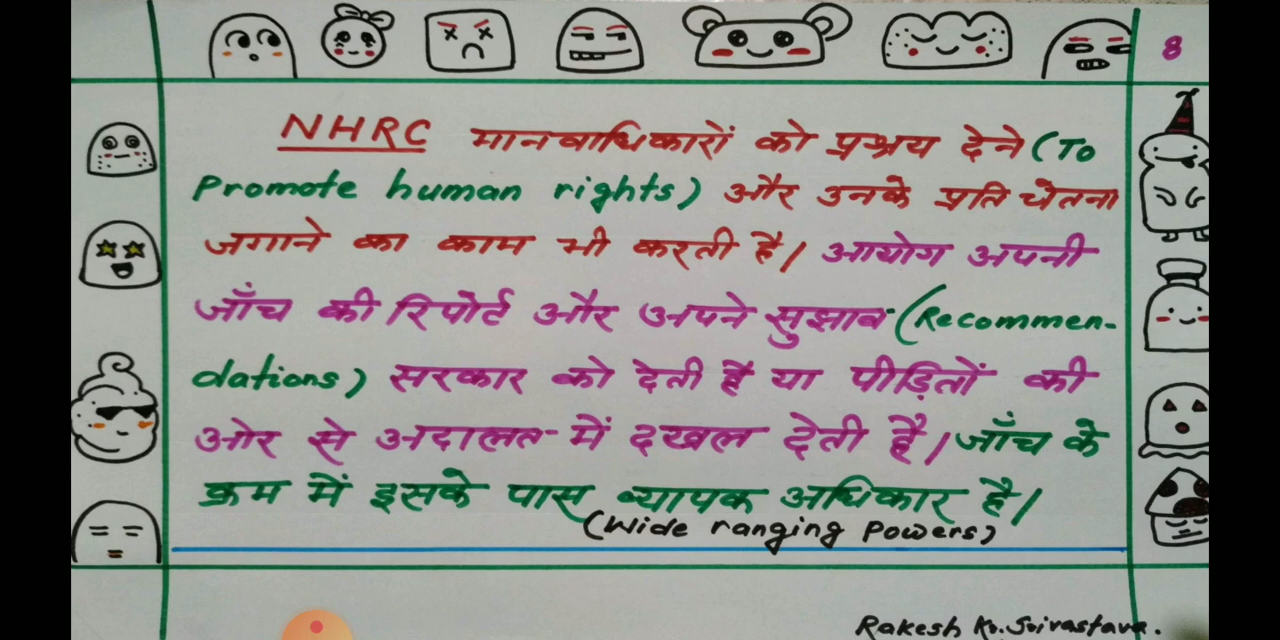 8
NHRC मानवाधिकारों को प्रश्रय देने (To
Promote human rights) और उनके प्रति चेतना
जगाने का काम भी करती है।  आयोग अपनी
जाँच की रिपोर्ट और अपने सुझाव (Recommen-
dations) सरकार को देती है या पीड़ितों की
ओर से अदालत में दखल देती है। जाँच के
क्रम में इसके पास व्यापक अधिकार है।
(Wide ranging Powers)
Rakesh Kr. Srivastava.